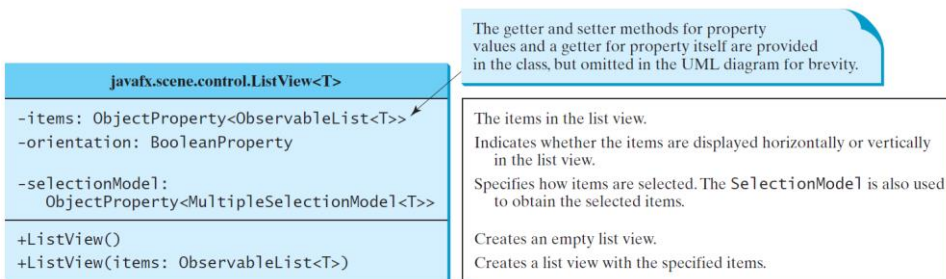 The getter and setter methods for property
values and a getter for property itself are provided
in the class, but omitted in the UML diagram for brevity.
javafx.scene.control.ListView<T>
-items: ObjectProperty<ObservableList<T>>
The items in the list view.
-orientation: BooleanProperty
Indicates whether the items are displayed horizontally or vertically
in the list view.
-selectionModel:
ObjectProperty<MultipleSelectionModel<T>>
Specifies how items are selected. The SelectionModel is also used
to obtain the selected items.
+ListView()
Creates an empty list view.
+ListView(items: ObservableList<T>)
Creates a list view with the specified items.